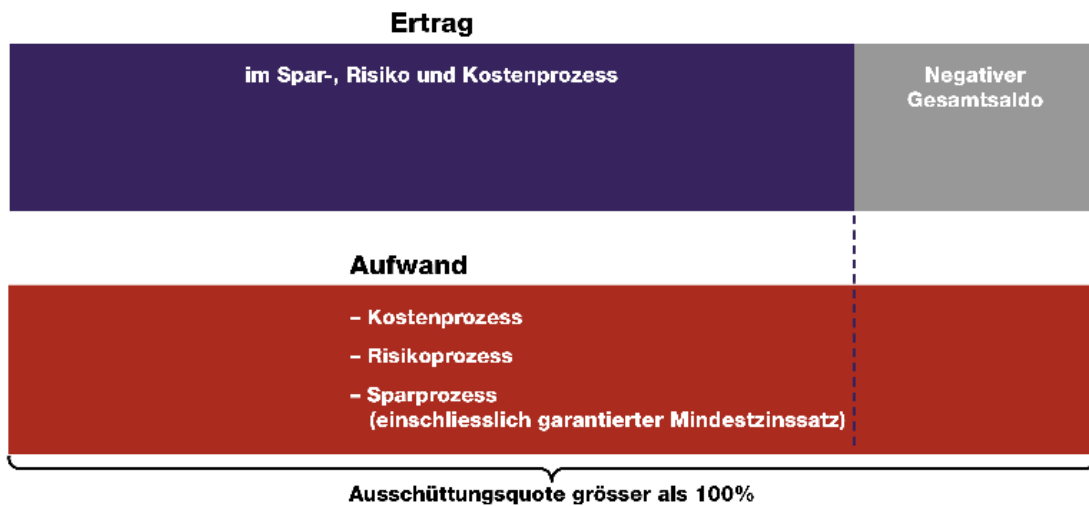 Ertrag
im Spar-, Risiko und Kostenprozess
Negativer
Gesamtsaldo
Aufwand
– Kostenprozess
– Risikoprozess
– Sparprozess
(einschliesslich garantierter Mindestzinssatz)
Ausschüttungsquote grösser als 100%